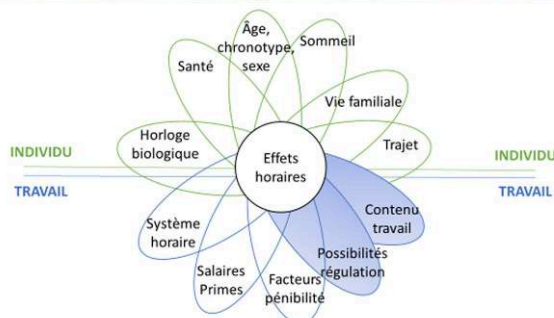 Âge,
chronotype,
sexe
Sommeil
Santé
Vie familiale
Horloge
biologique
Effets
horaires
Trajet
INDIVIDU
INDIVIDU
TRAVAIL
TRAVAIL
Contenu
travail
Système
horaire
Possibilités
régulation
Salaires
Primes
Facteurs
pénibilité